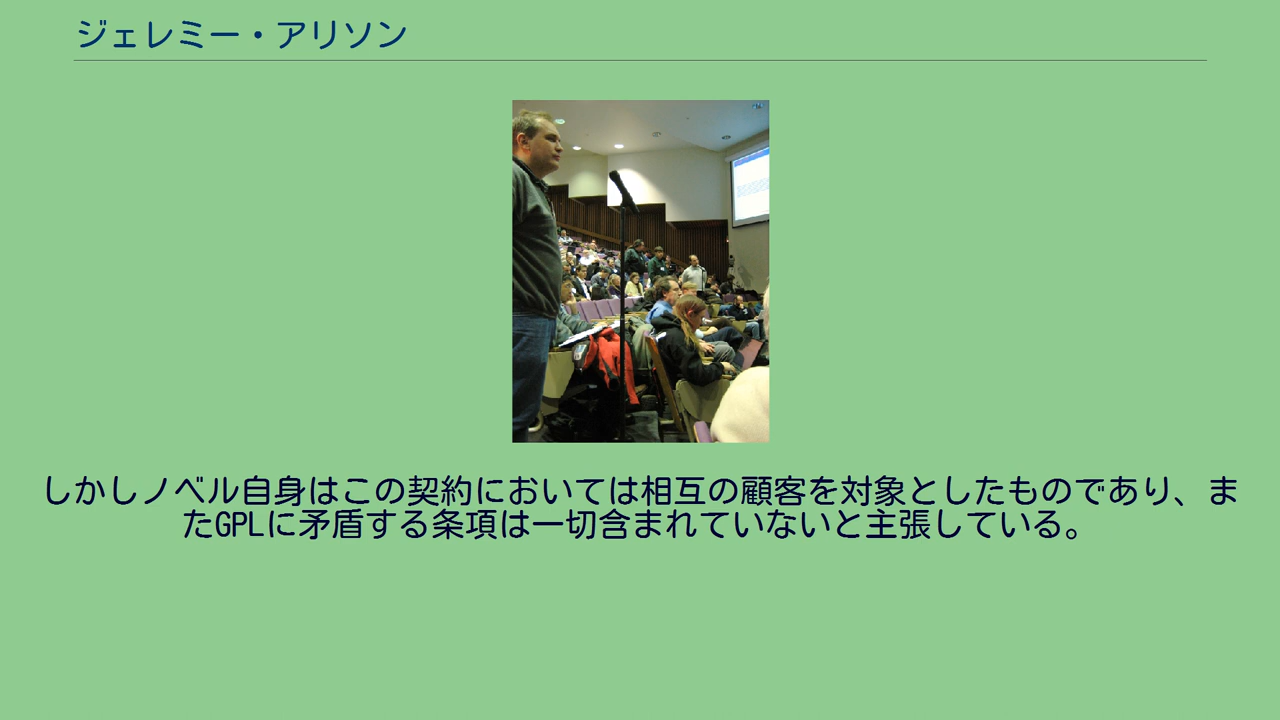 ジェレミー・アリソン
しかしノベル自身はこの契約においては相互の顧客を対象としたものであり、ま
たGPLに矛盾する条項は一切含まれていないと主張している。